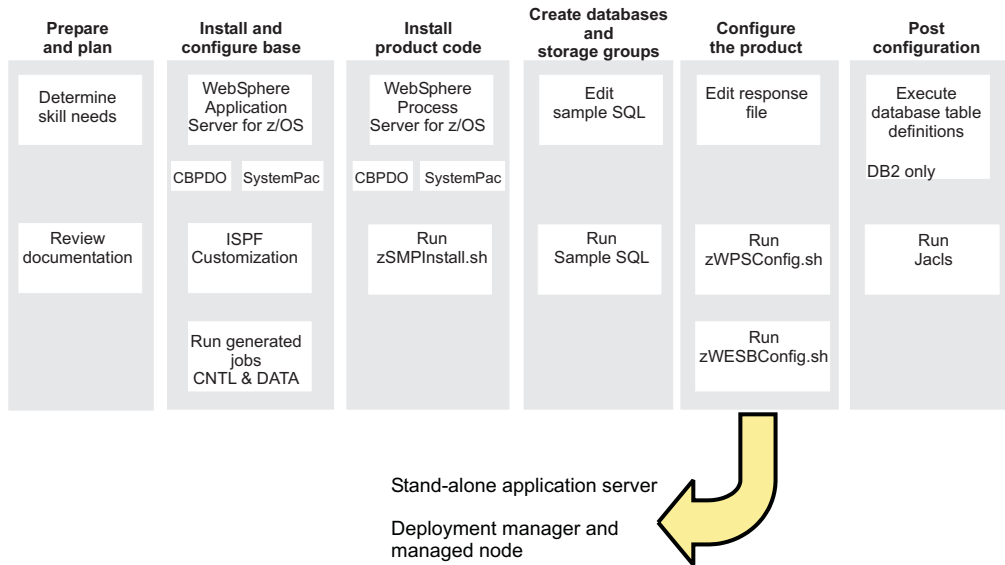 Prepare
and plan
Determine
skill needs
Review
documentation
Install and
configure base
WebSphere
Application
Server for z/OS
CBPDO
SystemPac
ISPF
Customization
Run generated
jobs
CNTL & DATA
Install
product code
WebSphere
Process
Server for z/OS
CBPDO
SystemPac
Run
zSMPInstall.sh
Create databases
and
storage groups
Edit
sample SQL
Run
Sample SQL
Configure
the product
Edit response
file
Run
zWPSConfig.sh
Run
zWESBConfig.sh
Post
configuration
Execute
database table
definitions
DB2 only
Run
Jacls
Stand-alone application server
Deployment manager and
managed node